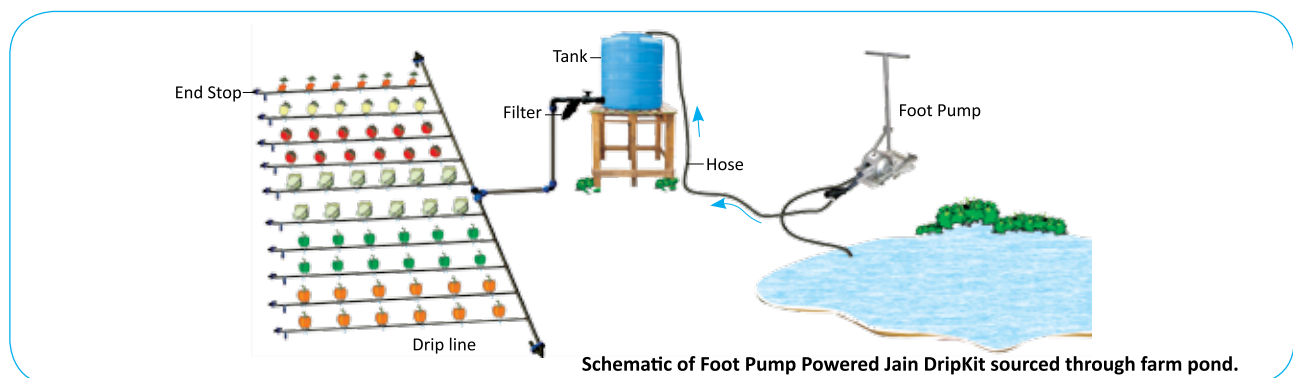 Tank
End Stop
Filter
Foot Pump
Hose
Drip line
Schematic of Foot Pump Powered Jain DripKit sourced through farm pond.